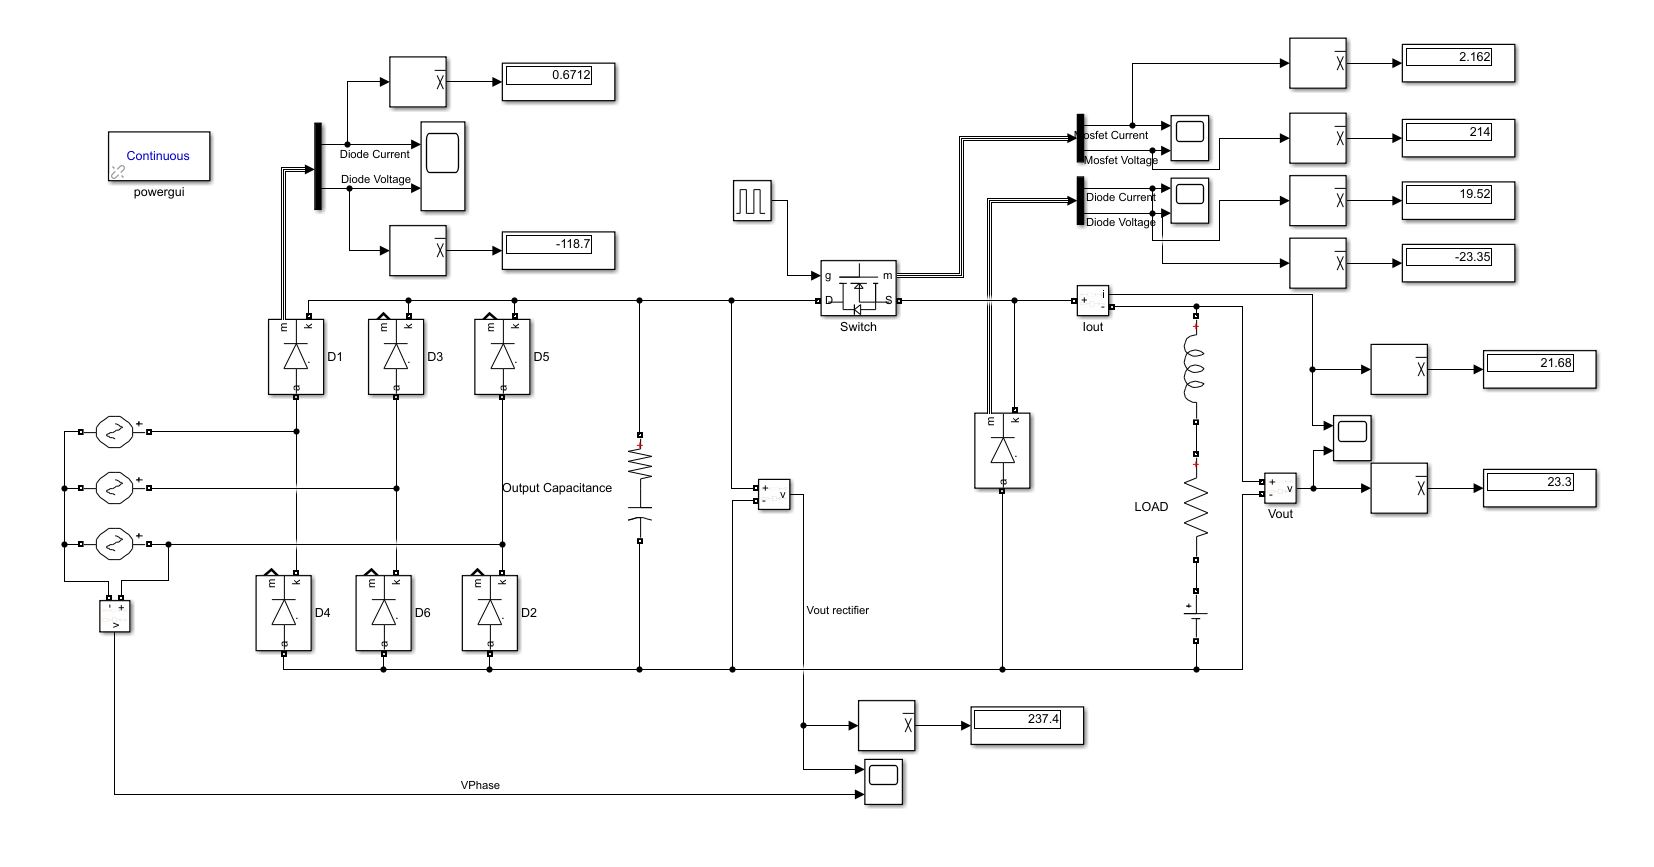 2.162
0.6712
X
X
Continuous
powergui
Diode Current
Diode Voltage
X
-118.7
Mosfet Current
Mosfet Voltage
X
214
Diode Current
Diode Voltage
X
19.52
X
-23.35
g
m
D
S
Switch
+
i
-
Iout
m
k
a
D1
m
k
a
D3
m
k
a
D5
X
21.68
+
+
+
+
Output Capacitance
+
-
v
m
k
a
+
+
LOAD
+
-
v
Vout
X
23.3
-
+
v
m
k
a
D4
m
k
a
D6
m
k
a
D2
+
Vout rectifier
X
237.4
VPhase